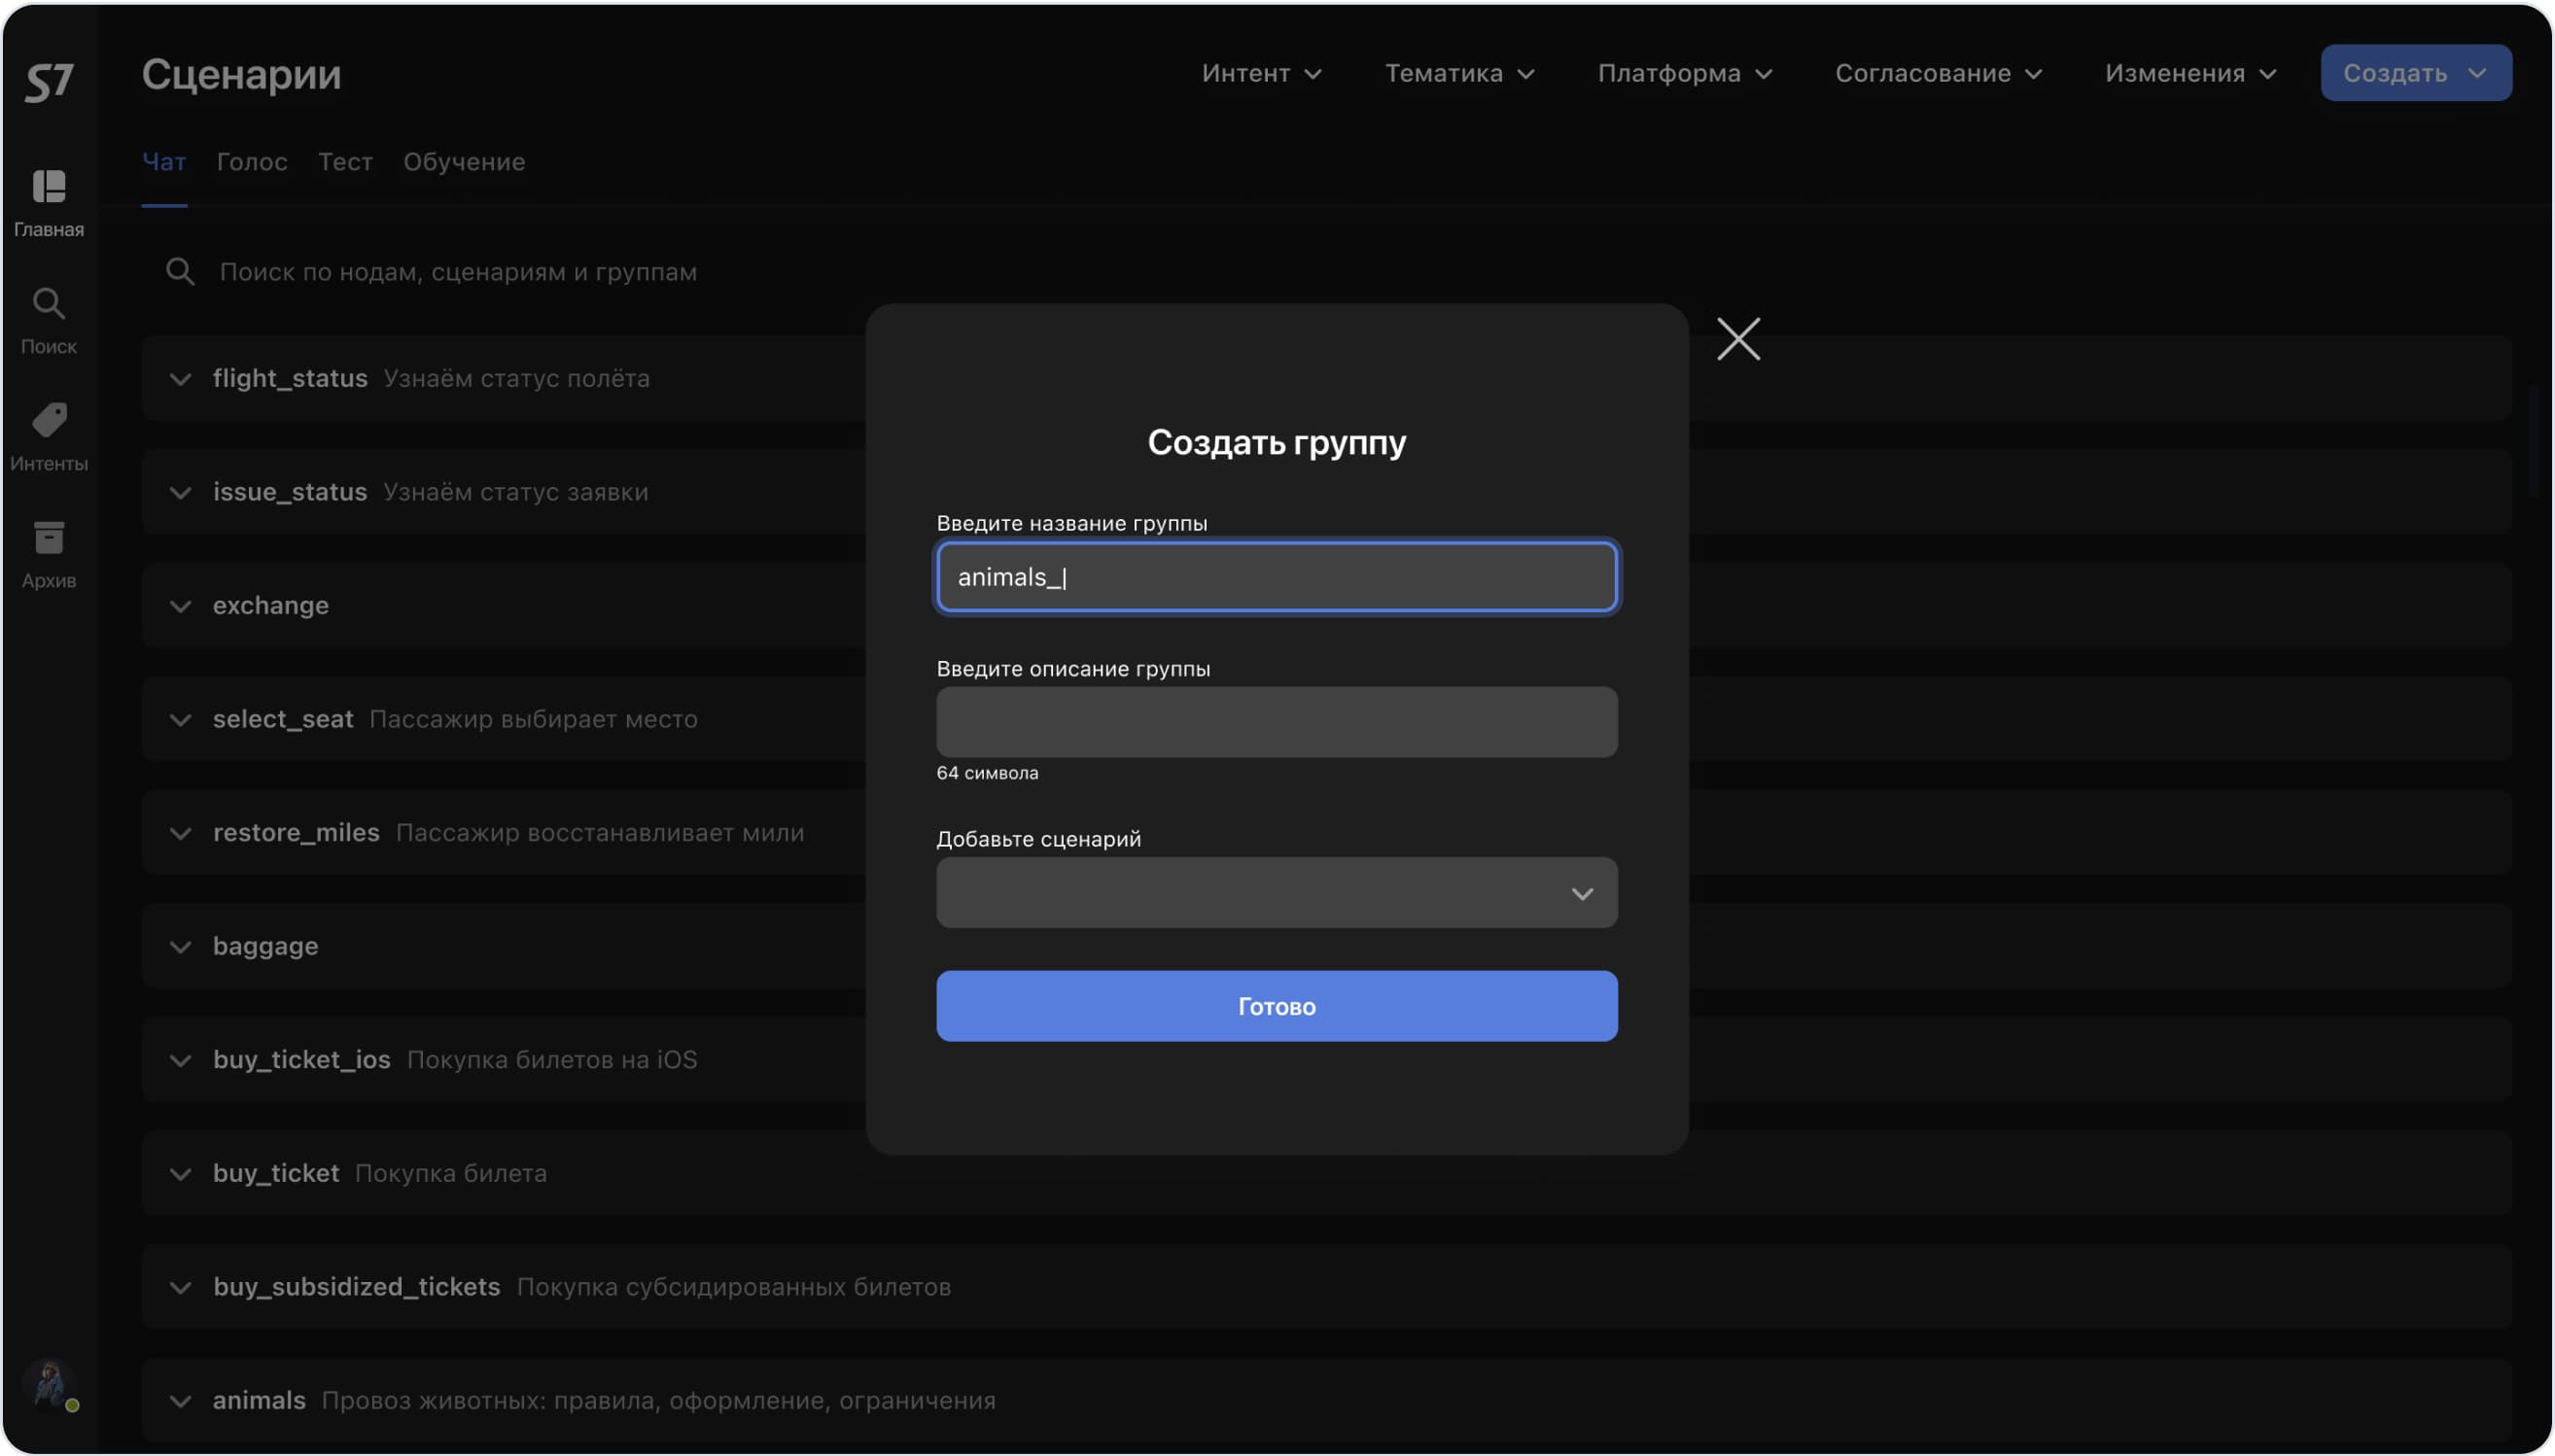 S7
Главная
Поиск
Интенты
Архив
Сценарии
Интент
Тематика
Платформа
Согласование
Изменения
Создать
Чат
Голос
Тест
Обучение
Поиск по нодам, сценариям и группам
flight_status Узнаём статус полёта
issue_status Узнаём статус заявки
exchange
select_seat Пассажир выбирает место
restore_miles Пассажир восстанавливает мили
baggage
buy_ticket_ios Покупка билетов на iOS
buy_ticket Покупка билета
buy_subsidized_tickets Покупка субсидированных билетов
animals Провоз животных: правила, оформление, ограничения
Создать группу
Введите название группы
animals_
Введите описание группы
64 символа
Добавьте сценарий
Готово